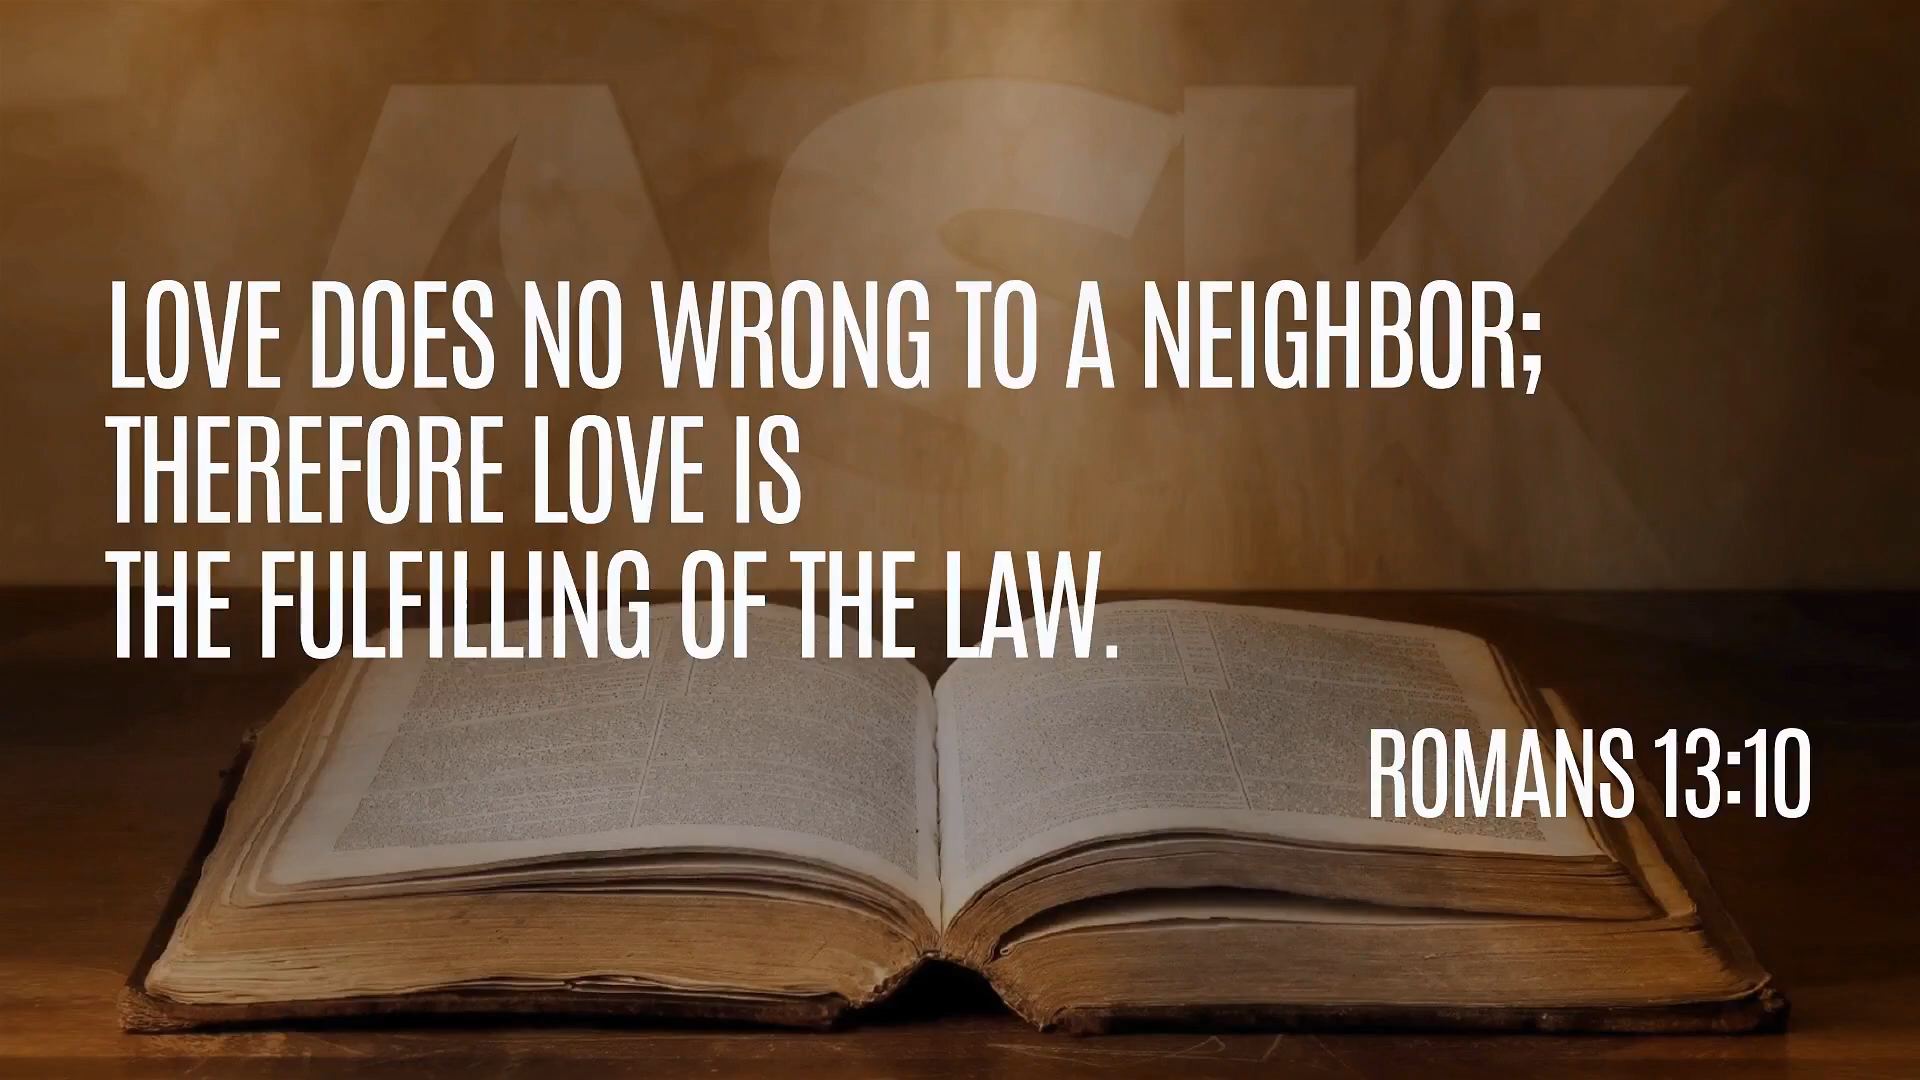 ASK
LOVE DOES NO WRONG TO A NEIGHBOR;
THEREFORE LOVE IS
THE FULFILLING OF THE LAW.
ROMANS 13:10